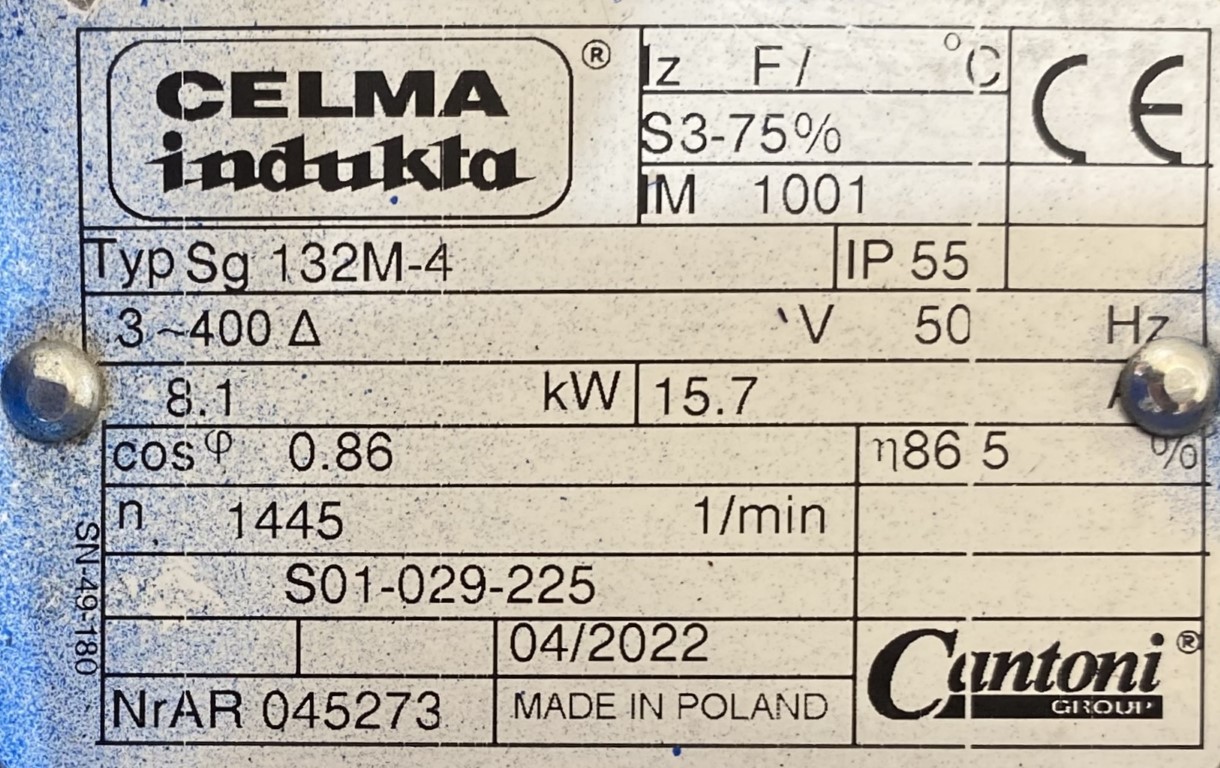 CELMA ®
indukta
Iz F/ °C
S3-75%
IM 1001
CE
Typ Sg 132M-4 IP 55
3~400 Δ V 50 Hz
8.1 kW 15.7
cosφ 0.86 η86 5 %
n 1445 1/min
S01-029-225
04/2022
NrAR 045273 MADE IN POLAND
Cantoni ®
GROUP
SN-49-180